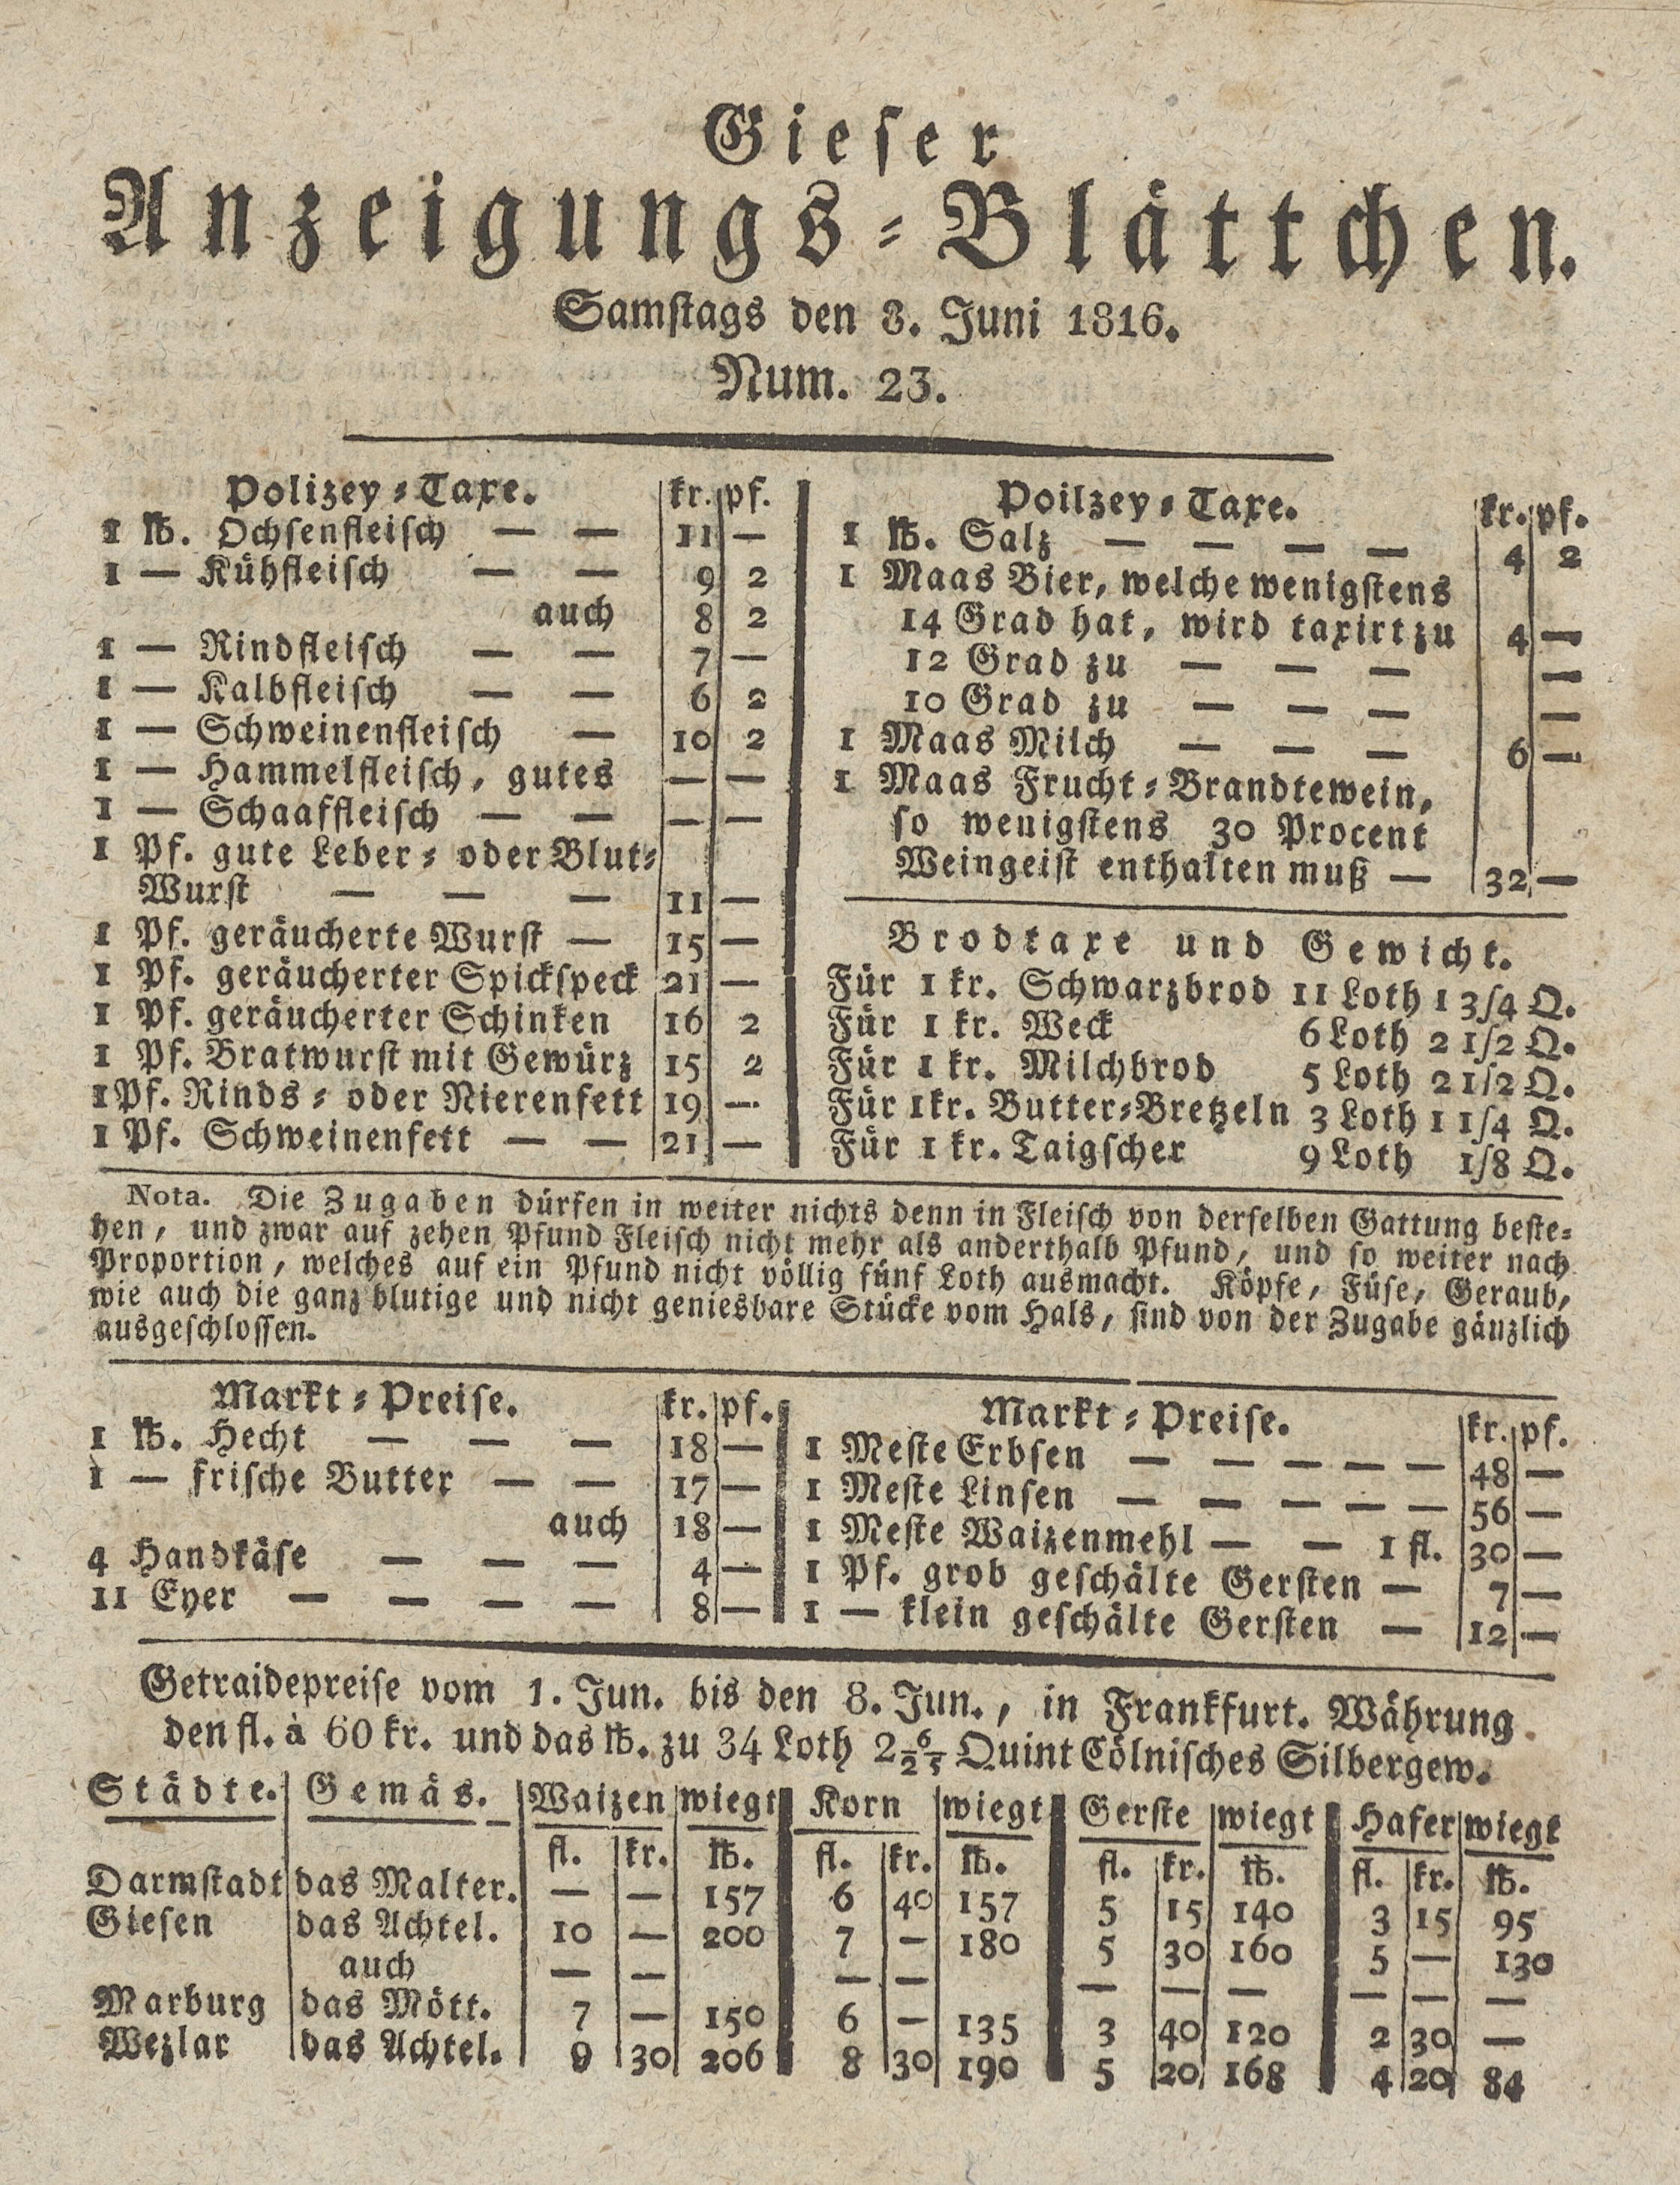 Gieser
Anzeigungs-Blättchen.
Samstags den 8. Juni 1816.
Num. 23.
Polizey-Taxe. kr. pf.
1 ℔. Ochsenfleisch — — 11 —
1 — Kühfleisch — — 9 2
auch 8 2
1 — Rindfleisch — — 7 —
1 — Kalbfleisch — — 6 2
1 — Schweinenfleisch — 10 2
1 — Hammelfleisch, gutes — —
1 — Schaaffleisch — — — —
1 Pf. gute Leber- oder Blut-
Wurst — — — 11 —
1 Pf. geräucherte Wurst — 15 —
1 Pf. geräucherter Spickspeck 21 —
1 Pf. geräucherter Schinken 16 2
1 Pf. Bratwurst mit Gewürz 15 2
1 Pf. Rinds- oder Nierenfett 19 —
1 Pf. Schweinenfett — — 21 —
Poilzey-Taxe. kr. pf.
1 ℔. Salz — — — — 4 2
1 Maas Bier, welche wenigstens
14 Grad hat, wird taxirt zu 4 —
12 Grad zu — — — —
10 Grad zu — — — —
1 Maas Milch — — — 6 —
1 Maas Frucht-Brandtewein,
so wenigstens 30 Procent
Weingeist enthalten muß — 32 —
Brodtaxe und Gewicht.
Für 1 kr. Schwarzbrod 11 Loth 1 3/4 Q.
Für 1 kr. Weck 6 Loth 2 1/2 Q.
Für 1 kr. Milchbrod 5 Loth 2 1/2 Q.
Für 1 kr. Butter-Bretzeln 3 Loth 1 1/4 Q.
Für 1 kr. Taigscher 9 Loth 1/8 Q.
Nota. Die Zugaben dürfen in weiter nichts denn in Fleisch von derselben Gattung beste-
hen, und zwar auf zehen Pfund Fleisch nicht mehr als anderthalb Pfund, und so weiter nach
Proportion, welches auf ein Pfund nicht völlig fünf Loth ausmacht. Köpfe, Füse, Geraub,
wie auch die ganz blutige und nicht geniesbare Stücke vom Hals, sind von der Zugabe gänzlich
ausgeschlossen.
Markt-Preise. kr. pf.
1 ℔. Hecht — — — 18 —
1 — frische Butter — — 17 —
auch 18 —
4 Handkäse — — — 4 —
11 Eyer — — — — 8 —
Markt-Preise. kr. pf.
1 Meste Erbsen — — — — — 48 —
1 Meste Linsen — — — — — 56 —
1 Meste Waizenmehl — — 1 fl. 30 —
1 Pf. grob geschälte Gersten — 7 —
1 — klein geschälte Gersten — 12 —
Getraidepreise vom 1. Jun. bis den 8. Jun., in Frankfurt. Währung
den fl. à 60 kr. und das ℔. zu 34 Loth 2 6/25 Quint Cölnisches Silbergew.
Städte. Gemäs. Waizen wiegt Korn wiegt Gerste wiegt Hafer wiegt
fl. kr. ℔. fl. kr. ℔. fl. kr. ℔. fl. kr. ℔.
Darmstadt das Malter. — — 157 6 40 157 5 15 140 3 15 95
Giesen das Achtel. 10 — 200 7 — 180 5 30 160 5 — 130
auch — — — — — — — — — —
Marburg das Mött. 7 — 150 6 — 135 3 40 120 2 30 —
Wezlar das Achtel. 9 30 206 8 30 190 5 20 168 4 20 84